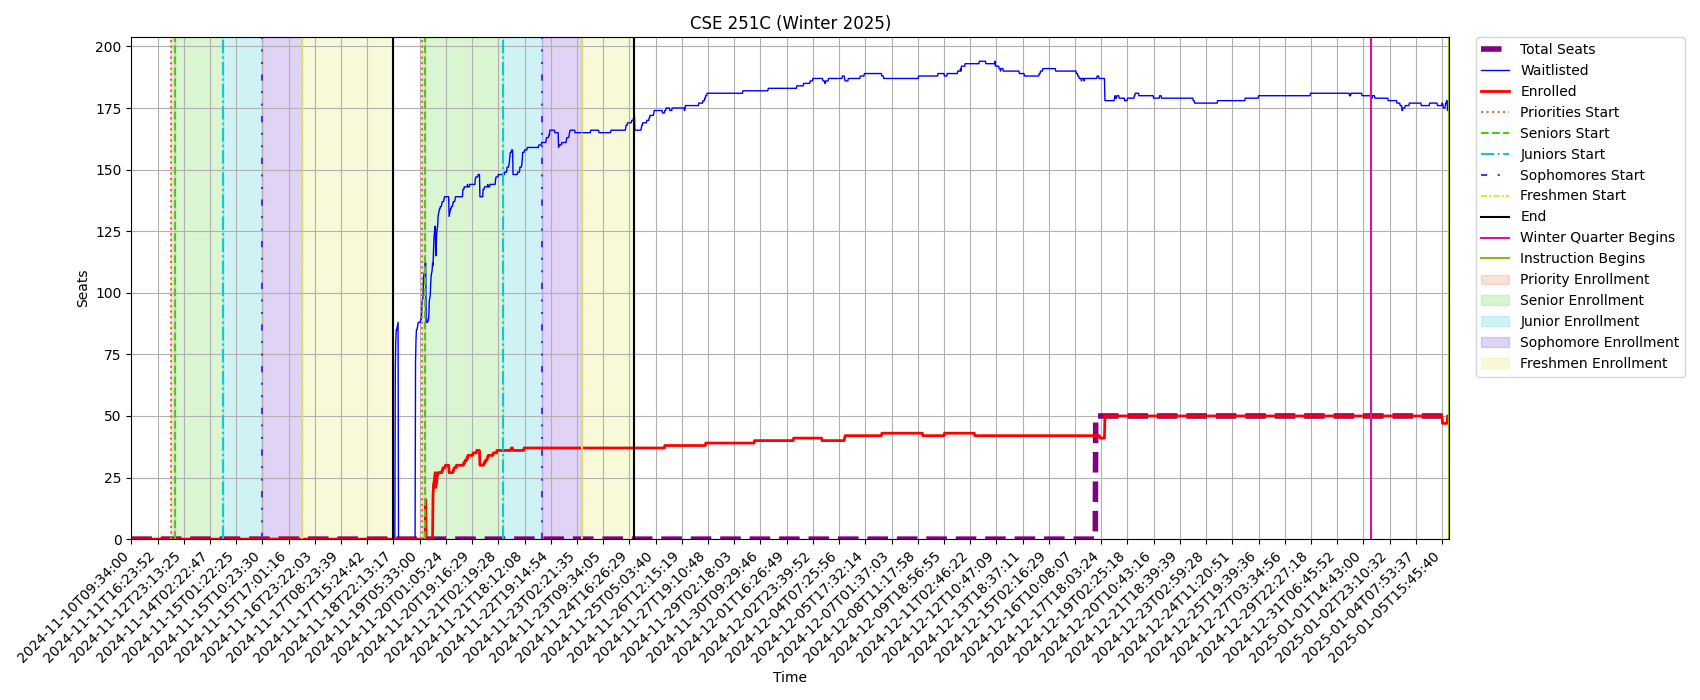 CSE 251C (Winter 2025)
Seats
200
175
150
125
100
75
50
25
0
Total Seats
Waitlisted
Enrolled
Priorities Start
Seniors Start
Juniors Start
Sophomores Start
Freshmen Start
End
Winter Quarter Begins
Instruction Begins
Priority Enrollment
Senior Enrollment
Junior Enrollment
Sophomore Enrollment
Freshmen Enrollment
2024-11-10T09:34:00
2024-11-11T16:23:52
2024-11-12T23:13:25
2024-11-14T02:22:47
2024-11-15T01:22:25
2024-11-15T10:23:30
2024-11-15T17:01:16
2024-11-16T23:22:03
2024-11-17T08:23:39
2024-11-17T15:24:42
2024-11-18T22:13:17
2024-11-19T05:33:00
2024-11-20T01:05:24
2024-11-20T19:16:29
2024-11-21T02:19:28
2024-11-21T18:12:08
2024-11-22T19:14:54
2024-11-23T02:21:35
2024-11-23T09:34:05
2024-11-24T16:26:29
2024-11-25T05:03:40
2024-11-26T12:15:19
2024-11-27T19:10:48
2024-11-29T02:18:03
2024-11-30T09:29:46
2024-12-01T16:26:49
2024-12-02T23:39:52
2024-12-04T07:25:56
2024-12-05T17:32:14
2024-12-07T01:37:03
2024-12-08T11:17:58
2024-12-09T18:56:55
2024-12-11T02:46:22
2024-12-12T10:47:09
2024-12-13T18:37:11
2024-12-15T02:16:29
2024-12-16T10:08:07
2024-12-17T18:03:24
2024-12-19T02:25:18
2024-12-20T10:43:16
2024-12-21T18:39:39
2024-12-23T02:59:28
2024-12-24T11:20:51
2024-12-25T19:39:36
2024-12-27T03:34:56
2024-12-29T22:27:18
2024-12-31T06:45:52
2025-01-01T14:43:00
2025-01-02T23:10:32
2025-01-04T07:53:37
2025-01-05T15:45:40
Time